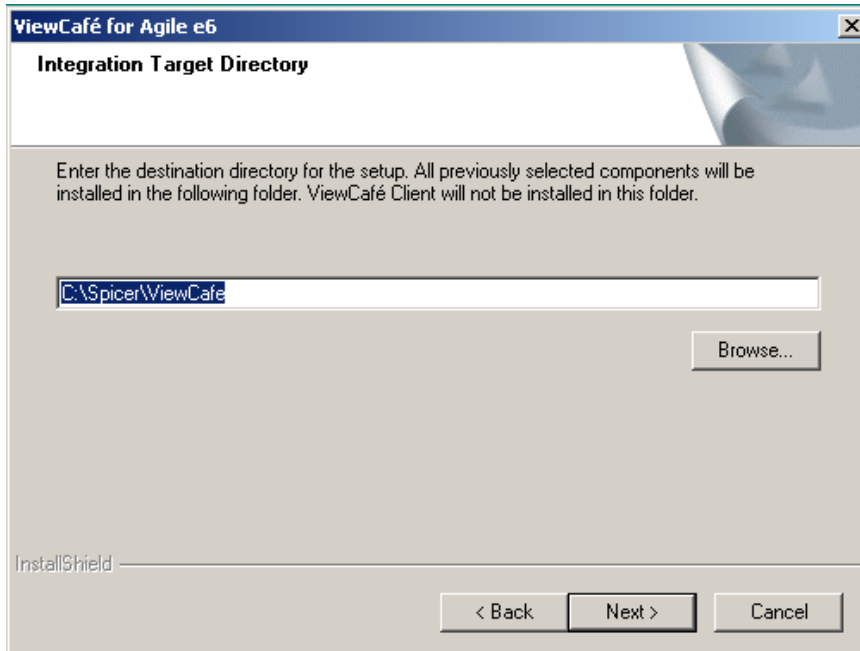 ViewCafé for Agile e6
Integration Target Directory
Enter the destination directory for the setup. All previously selected components will be
installed in the following folder. ViewCafé Client will not be installed in this folder.
C:\Spicer\ViewCafe
Browse...
InstallShield
< Back
Next >
Cancel